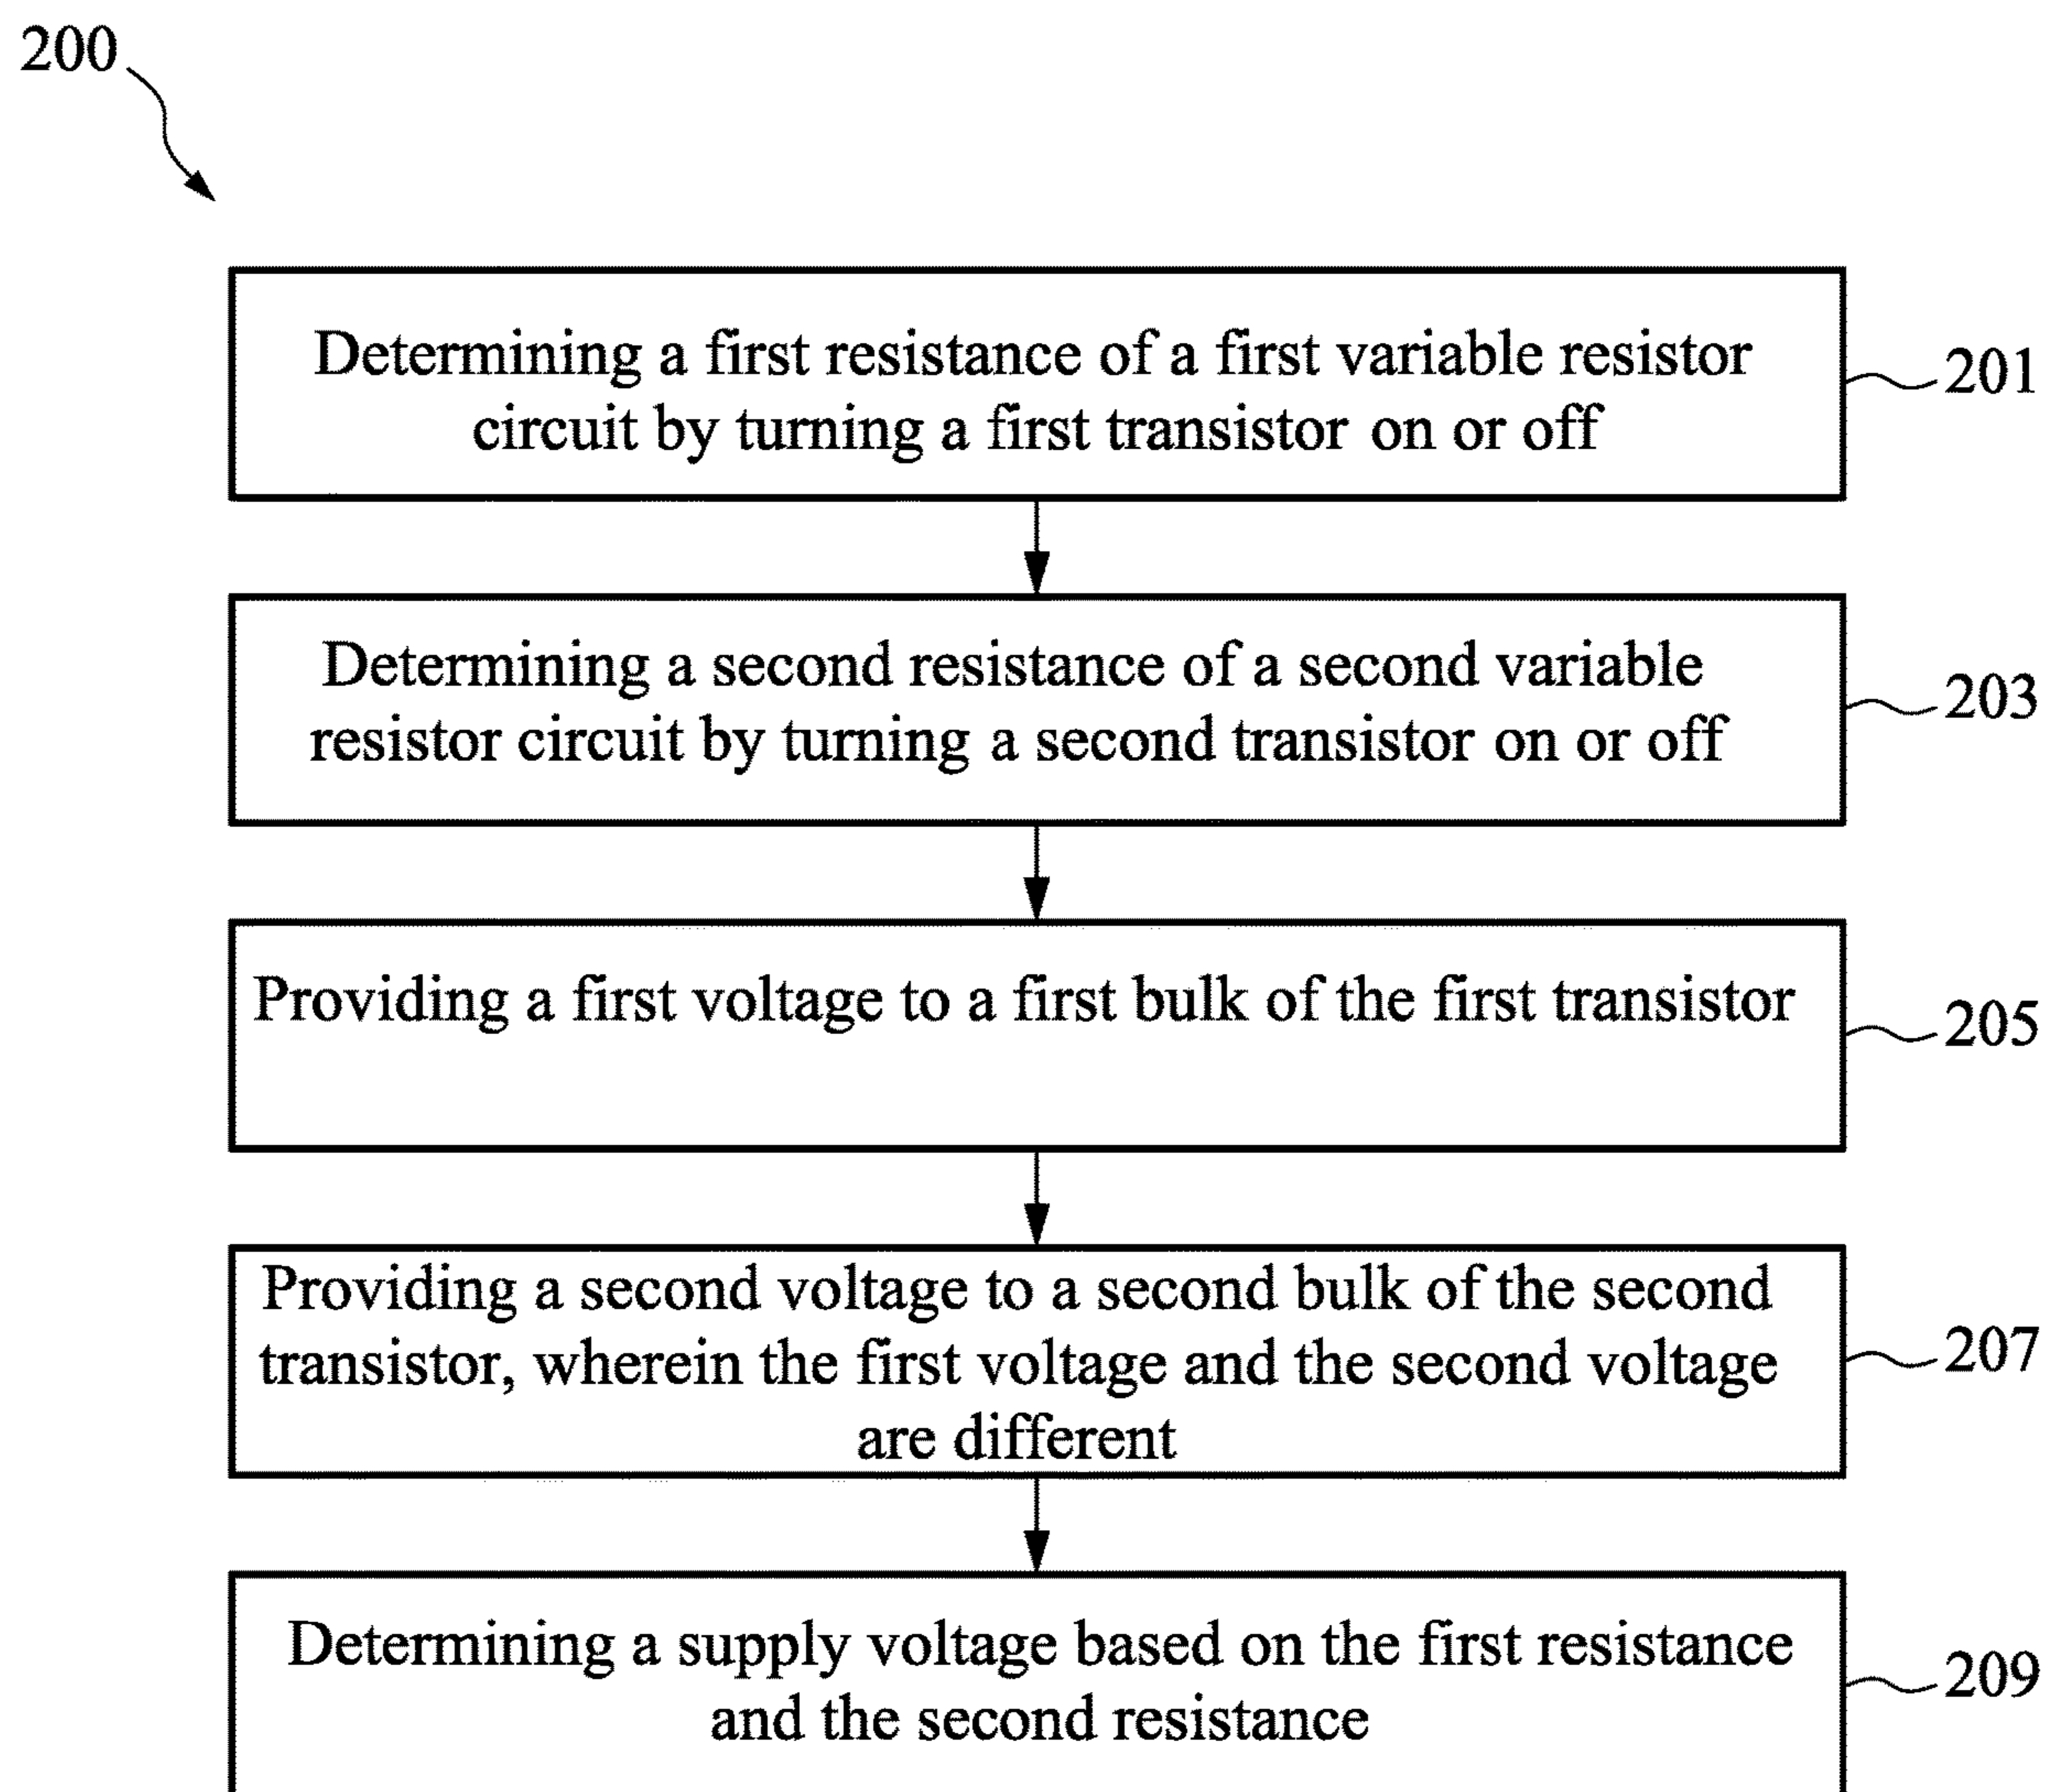 200
Determining a first resistance of a first variable resistor
circuit by turning a first transistor on or off
201
Determining a second resistance of a second variable
resistor circuit by turning a second transistor on or off
203
Providing a first voltage to a first bulk of the first transistor
205
Providing a second voltage to a second bulk of the second
transistor, wherein the first voltage and the second voltage
are different
207
Determining a supply voltage based on the first resistance
and the second resistance
209